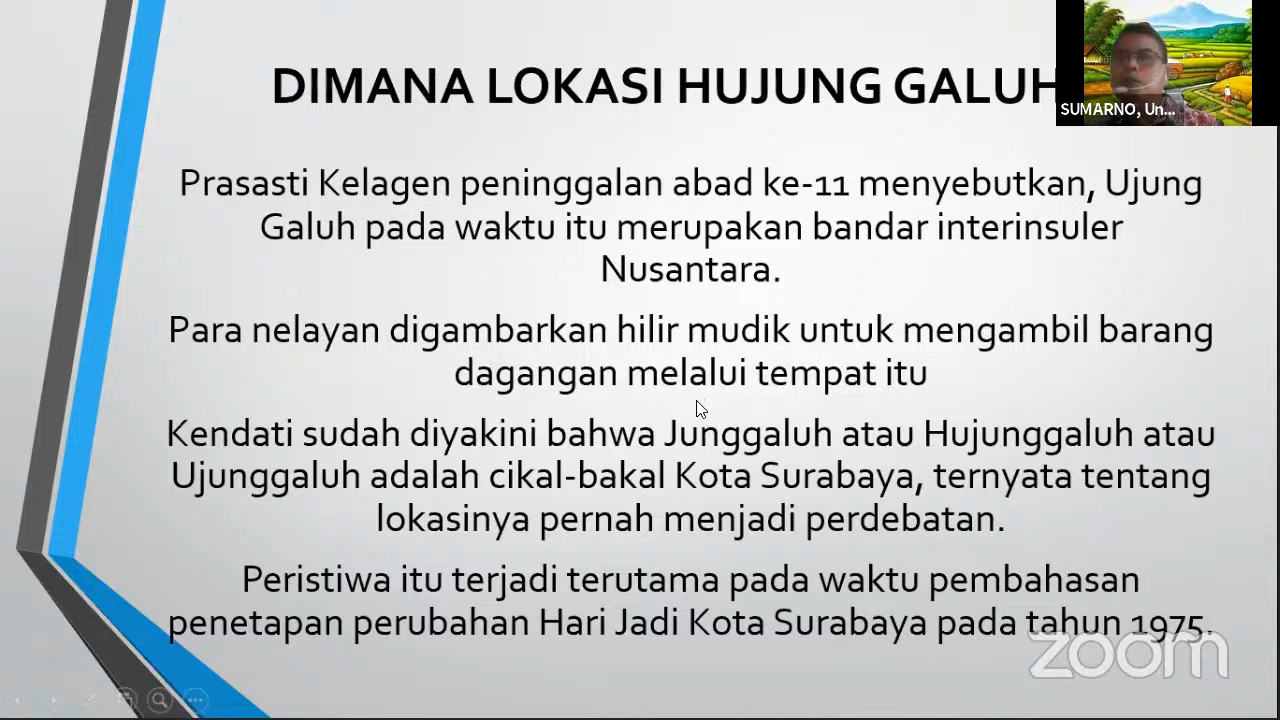 DIMANA LOKASI HUJUNG GALUH
SUMARNO, Un...
Prasasti Kelagen peninggalan abad ke-11 menyebutkan, Ujung
Galuh pada waktu itu merupakan bandar interinsuler
Nusantara.
Para nelayan digambarkan hilir mudik untuk mengambil barang
dagangan melalui tempat itu
Kendati sudah diyakini bahwa Junggaluh atau Hujunggaluh atau
Ujunggaluh adalah cikal-bakal Kota Surabaya, ternyata tentang
lokasinya pernah menjadi perdebatan.
Peristiwa itu terjadi terutama pada waktu pembahasan
penetapan perubahan Hari Jadi Kota Surabaya pada tahun 1975.
zoom